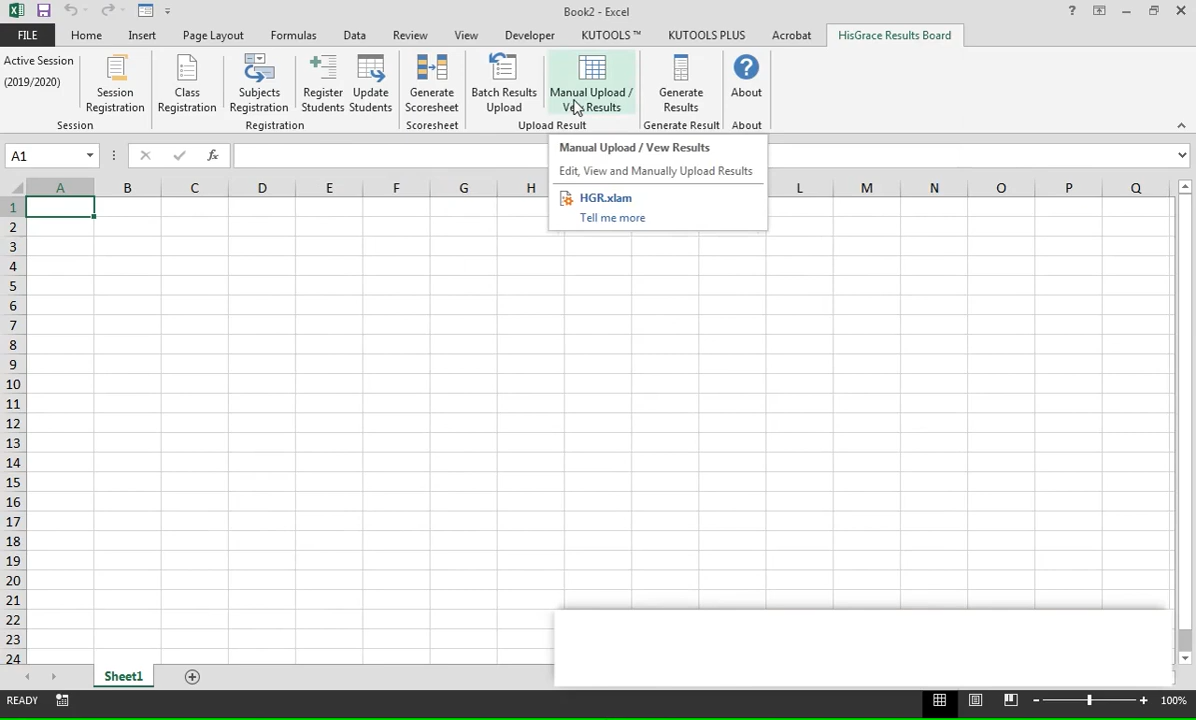 Book2 - Excel
FILE Home Insert Page Layout Formulas Data Review View Developer KUTOOLS ™ KUTOOLS PLUS Acrobat HisGrace Results Board
Active Session
(2019/2020)
Session
Registration
Session
Class
Registration
Subjects
Registration
Register
Students
Update
Students
Registration
Generate
Scoresheet
Scoresheet
Batch Results
Upload
Manual Upload /
Vew Results
Upload Result
Generate
Results
Generate Result
About
About
A1
fx
Manual Upload / Vew Results
Edit, View and Manually Upload Results
HGR.xlam
Tell me more
A B C D E F G H L M N O P Q
1
2
3
4
5
6
7
8
9
10
11
12
13
14
15
16
17
18
19
20
21
22
23
24
Sheet1
READY
100%